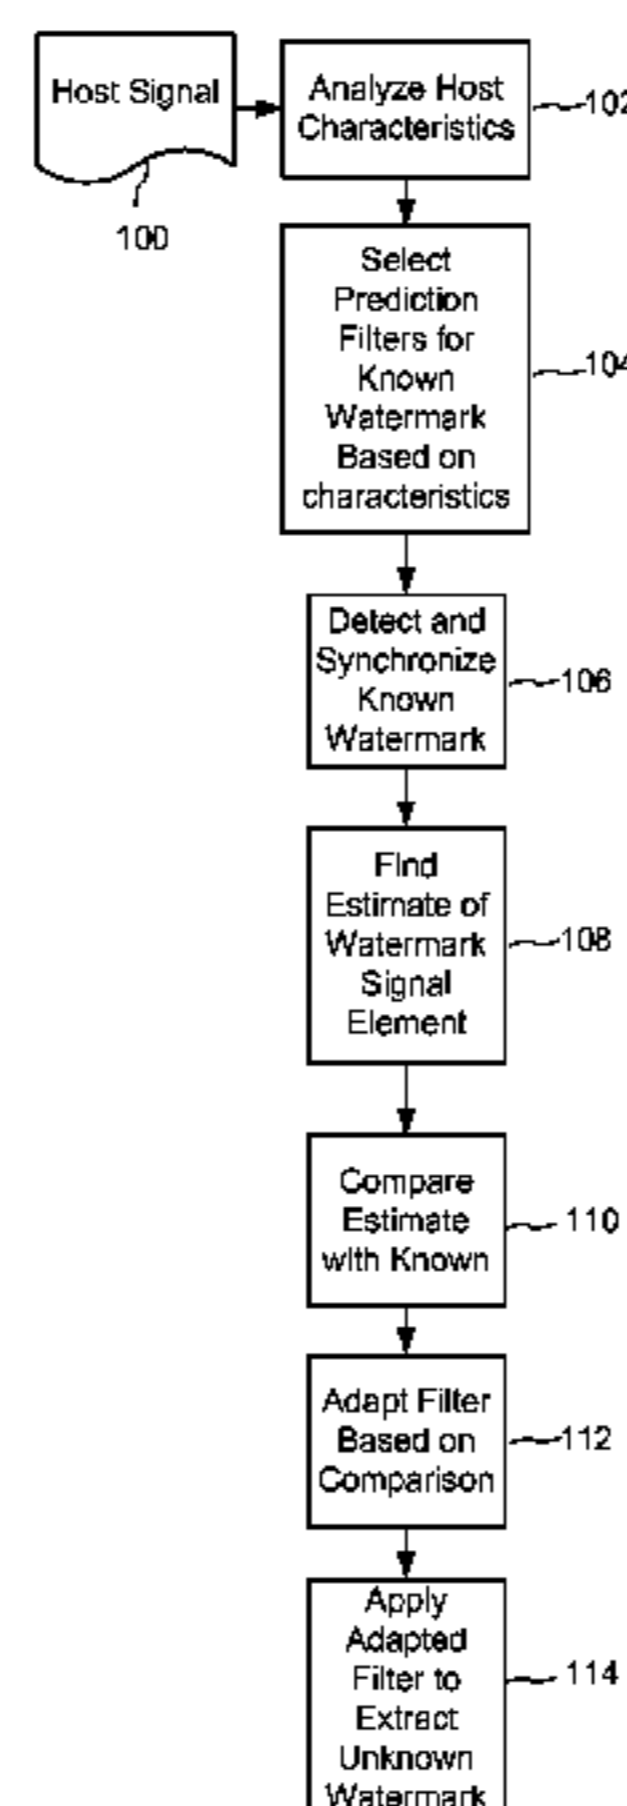 Host Signal
100
Analyze Host
Characteristics
102
Select
Prediction
Filters for
Known
Watermark
Based on
characteristics
104
Detect and
Synchronize
Known
Watermark
106
Find
Estimate of
Watermark
Signal
Element
108
Compare
Estimate
with Known
110
Adapt Filter
Based on
Comparison
112
Apply
Adapted
Filter to
Extract
Unknown
Watermark
114